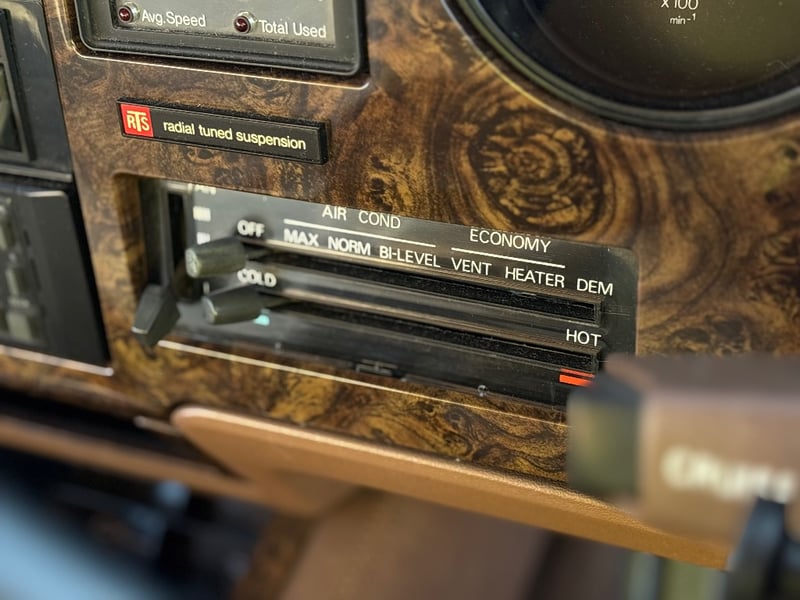 x 100
min⁻¹
Avg.Speed
Total Used
RTS radial tuned suspension
AIR COND
ECONOMY
OFF MAX NORM BI-LEVEL VENT HEATER DEM
COLD
HOT